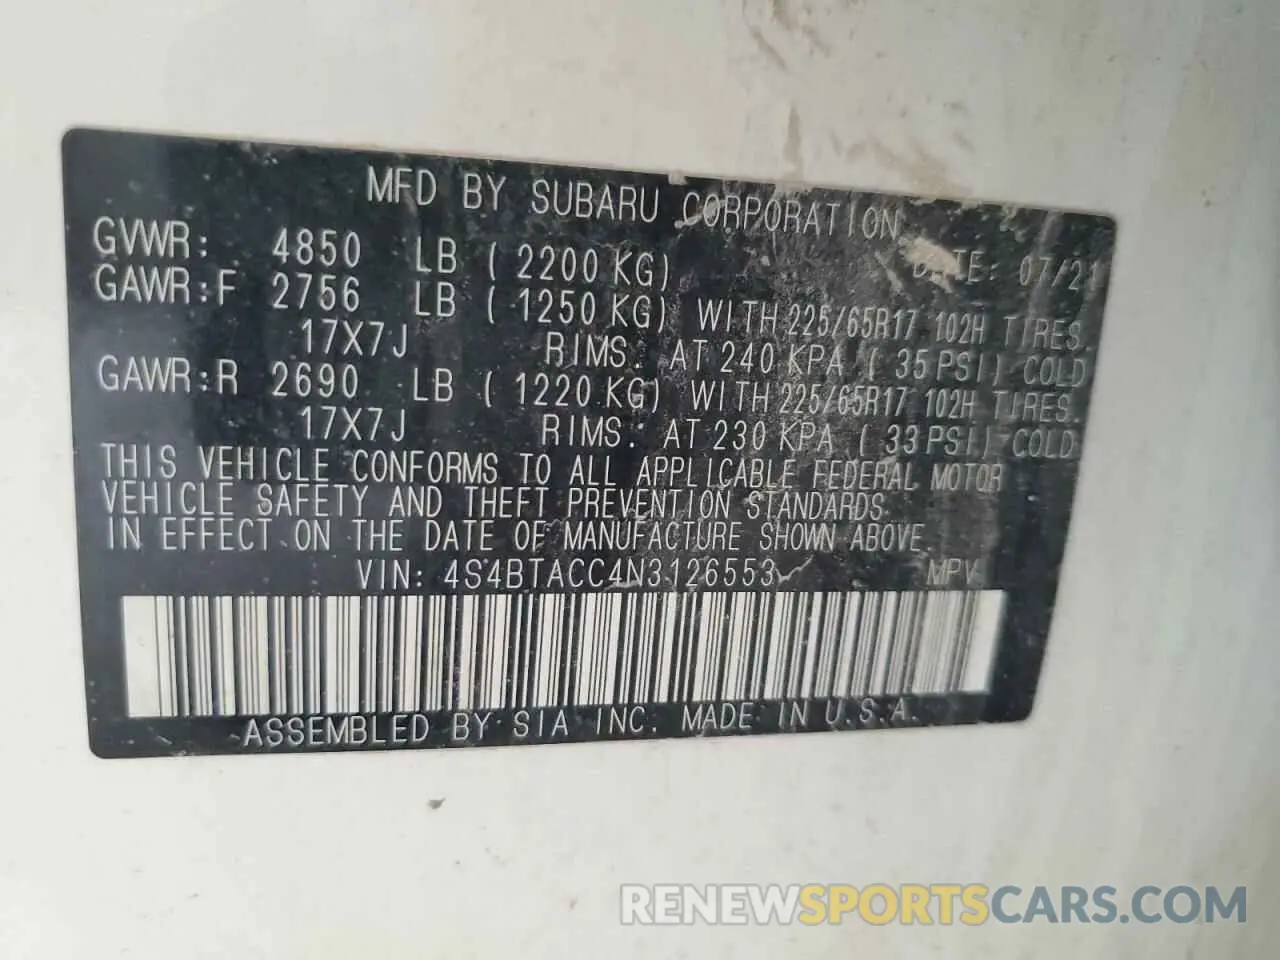 MFD BY SUBARU CORPORATION
GVWR: 4850 LB (2200 KG) DATE: 07/21
GAWR:F 2756 LB (1250 KG) WITH 225/65R17 102H TIRES.
17X7J RIMS. AT 240 KPA (35 PSI) COLD
GAWR:R 2690 LB (1220 KG) WITH 225/65R17 102H TIRES.
17X7J RIMS. AT 230 KPA (33 PSI) COLD
THIS VEHICLE CONFORMS TO ALL APPLICABLE FEDERAL MOTOR
VEHICLE SAFETY AND THEFT PREVENTION STANDARDS
IN EFFECT ON THE DATE OF MANUFACTURE SHOWN ABOVE.
VIN: 4S4BTACC4N3126553 MPV
ASSEMBLED BY SIA INC. MADE IN U.S.A.
RENEWSPORTSCARS.COM